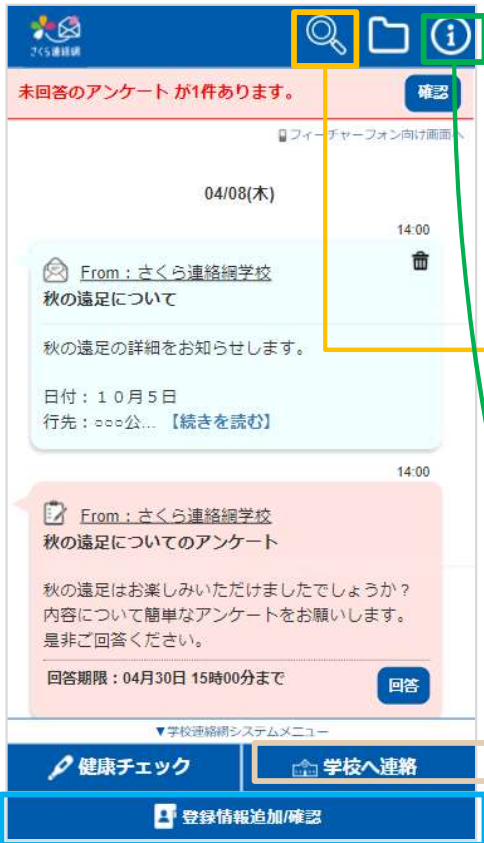 さくら連絡網
未回答のアンケート が1件あります。
確認
フィーチャーフォン向け画面へ
04/08(木)
14:00
From：さくら連絡網学校
秋の遠足について
秋の遠足の詳細をお知らせします。
日付：１０月５日
行先：○○○公... 【続きを読む】
14:00
From：さくら連絡網学校
秋の遠足についてのアンケート
秋の遠足はお楽しみいただけましたでしょうか？
内容について簡単なアンケートをお願いします。
是非ご回答ください。
回答期限：04月30日 15時00分まで
回答
▼学校連絡網システムメニュー
健康チェック
学校へ連絡
登録情報追加/確認